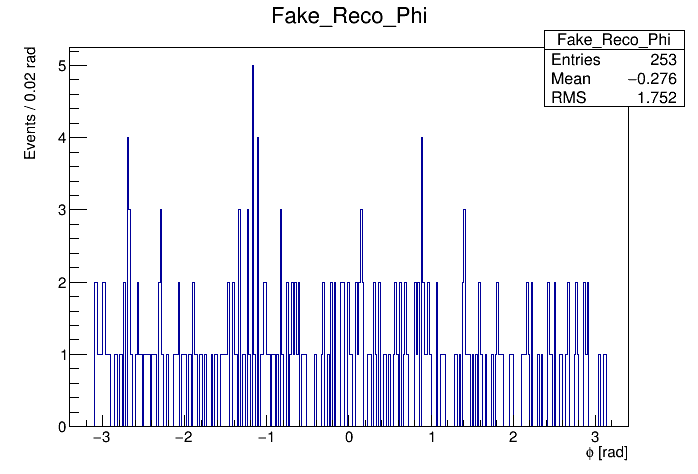 Fake_Reco_Phi
Fake_Reco_Phi
Entries 253
Mean −0.276
RMS 1.752
Events / 0.02 rad
5
4
3
2
1
0
−3 −2 −1 0 1 2 3
ϕ [rad]